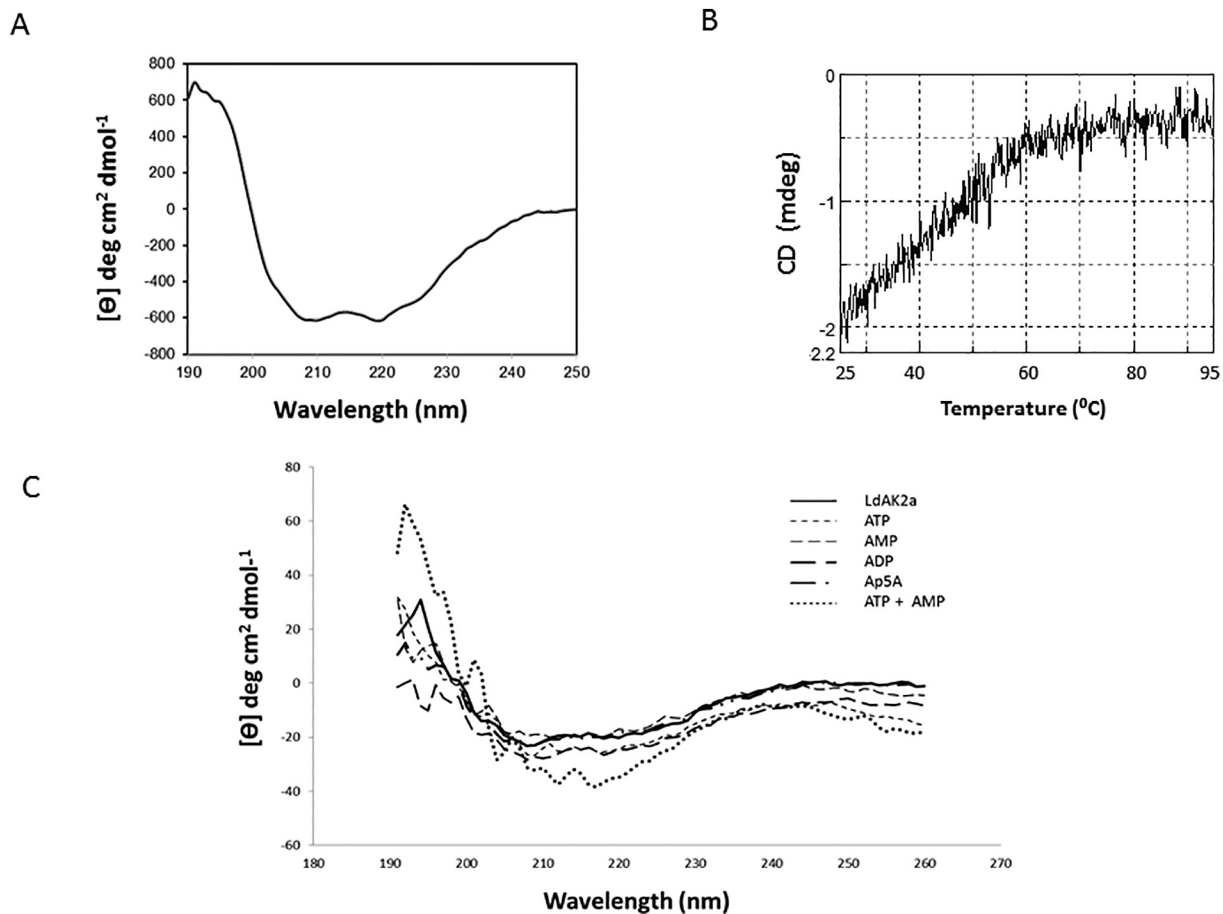 A
800
600
400
200
0
-200
-400
-600
-800
[Θ] deg cm² dmol⁻¹
190 200 210 220 230 240 250
Wavelength (nm)
B
0
-1
-2
-2.2
CD (mdeg)
25 40 60 80 95
Temperature (⁰C)
C
80
60
40
20
0
-20
-40
-60
[Θ] deg cm² dmol-¹
180 190 200 210 220 230 240 250 260 270
Wavelength (nm)
LdAK2a
ATP
AMP
ADP
Ap5A
ATP + AMP